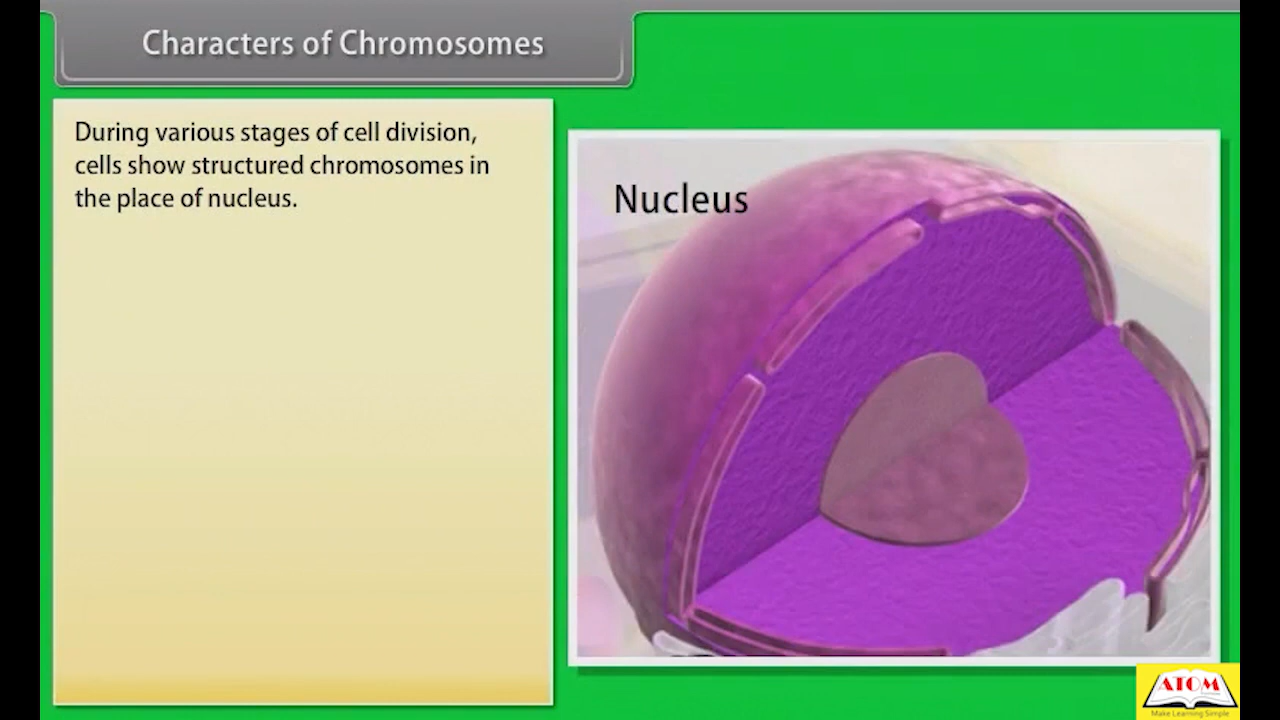 Characters of Chromosomes
During various stages of cell division,
cells show structured chromosomes in
the place of nucleus.
Nucleus
ATOM
Make Learning Simple